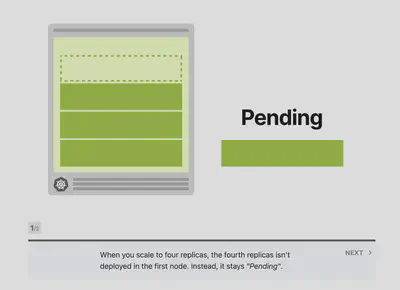 Pending
1/2
When you scale to four replicas, the fourth replicas isn't
deployed in the first node. Instead, it stays "Pending".
NEXT